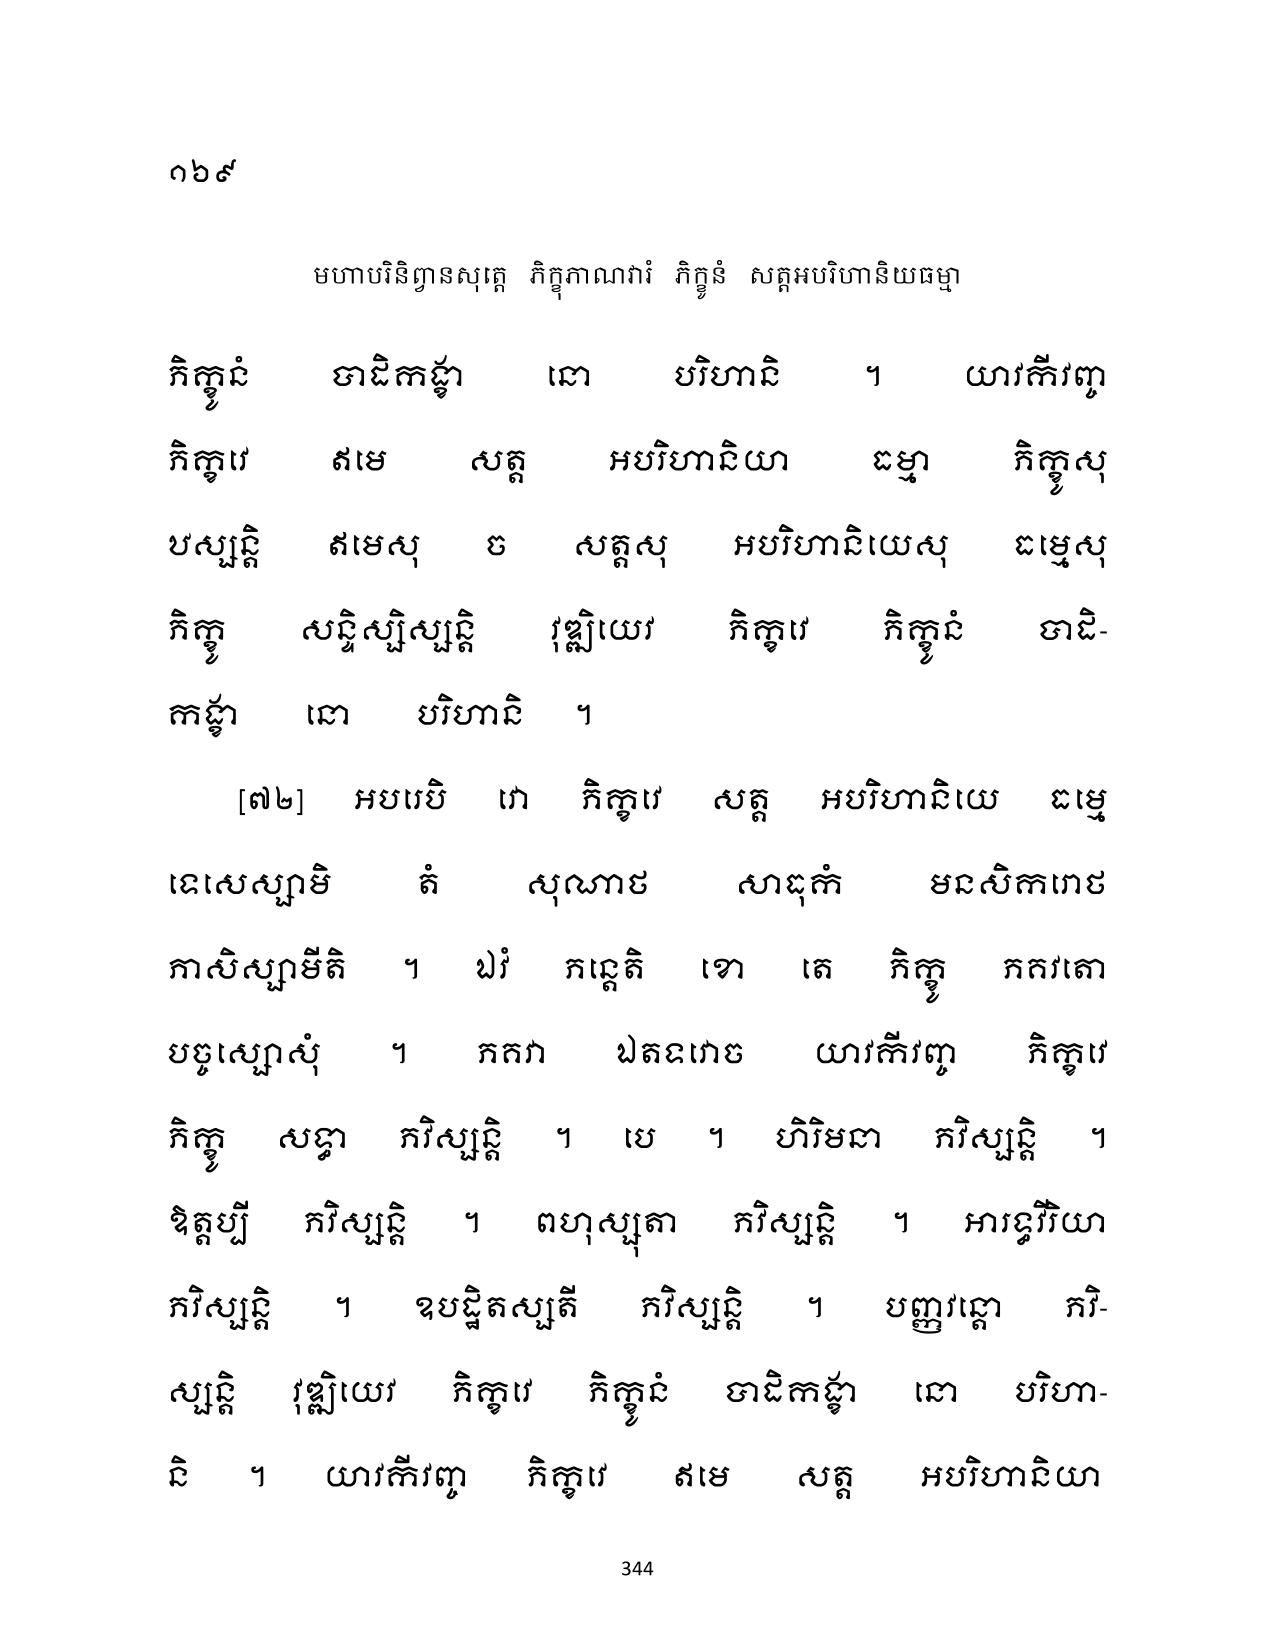 ១៦៩
មហាបរិនិព្វានសុត្តេ ភិក្ខុភាណវារំ ភិក្ខូនំ សត្តអបរិហានិយធម្មា
ភិក្ខូនំ បាដិកង្ខា នោ បរិហានិ ។ យាវកីវញ្ច
ភិក្ខវេ ឥមេ សត្ត អបរិហានិយា ធម្មា ភិក្ខូសុ
ឋស្សន្តិ ឥមេសុ ច សត្តសុ អបរិហានិយេសុ ធម្មេសុ
ភិក្ខូ សន្ទិស្សិស្សន្តិ វុឌ្ឍិយេវ ភិក្ខវេ ភិក្ខូនំ បាដិ-
កង្ខា នោ បរិហានិ ។
[៧២] អបរេបិ វោ ភិក្ខវេ សត្ត អបរិហានិយេ ធម្មេ
ទេសេស្សាមិ តំ សុណាថ សាធុកំ មនសិករោថ
ភាសិស្សាមីតិ ។ ឯវំ ភន្តេតិ ខោ តេ ភិក្ខូ ភគវតោ
បច្ចស្សោសុំ ។ ភគវា ឯតទវោច យាវកីវញ្ច ភិក្ខវេ
ភិក្ខូ សទ្ធា ភវិស្សន្តិ ។ បេ ។ ហិរិមនា ភវិស្សន្តិ ។
ឱត្តប្បី ភវិស្សន្តិ ។ ពហុស្សុតា ភវិស្សន្តិ ។ អារទ្ធវីរិយា
ភវិស្សន្តិ ។ ឧបដ្ឋិតស្សតី ភវិស្សន្តិ ។ បញ្ញវន្តោ ភវិ-
ស្សន្តិ វុឌ្ឍិយេវ ភិក្ខវេ ភិក្ខូនំ បាដិកង្ខា នោ បរិហា-
និ ។ យាវកីវញ្ច ភិក្ខវេ ឥមេ សត្ត អបរិហានិយា
344